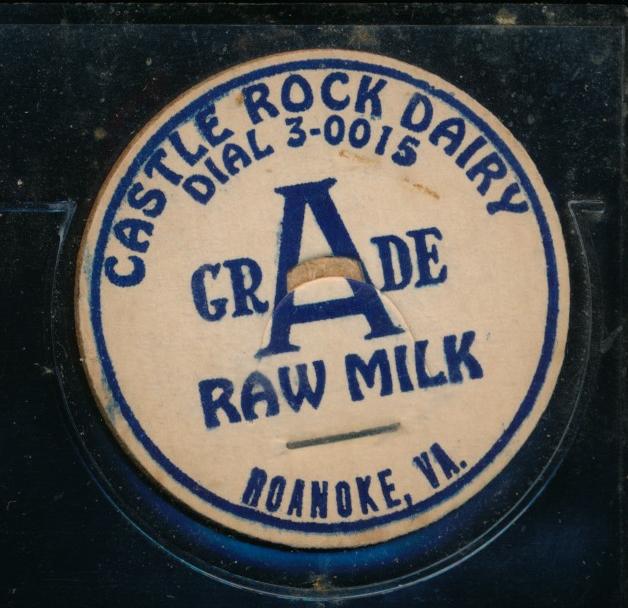 CASTLE ROCK DAIRY
DIAL 3-0015
GRADE
RAW MILK
ROANOKE, VA.